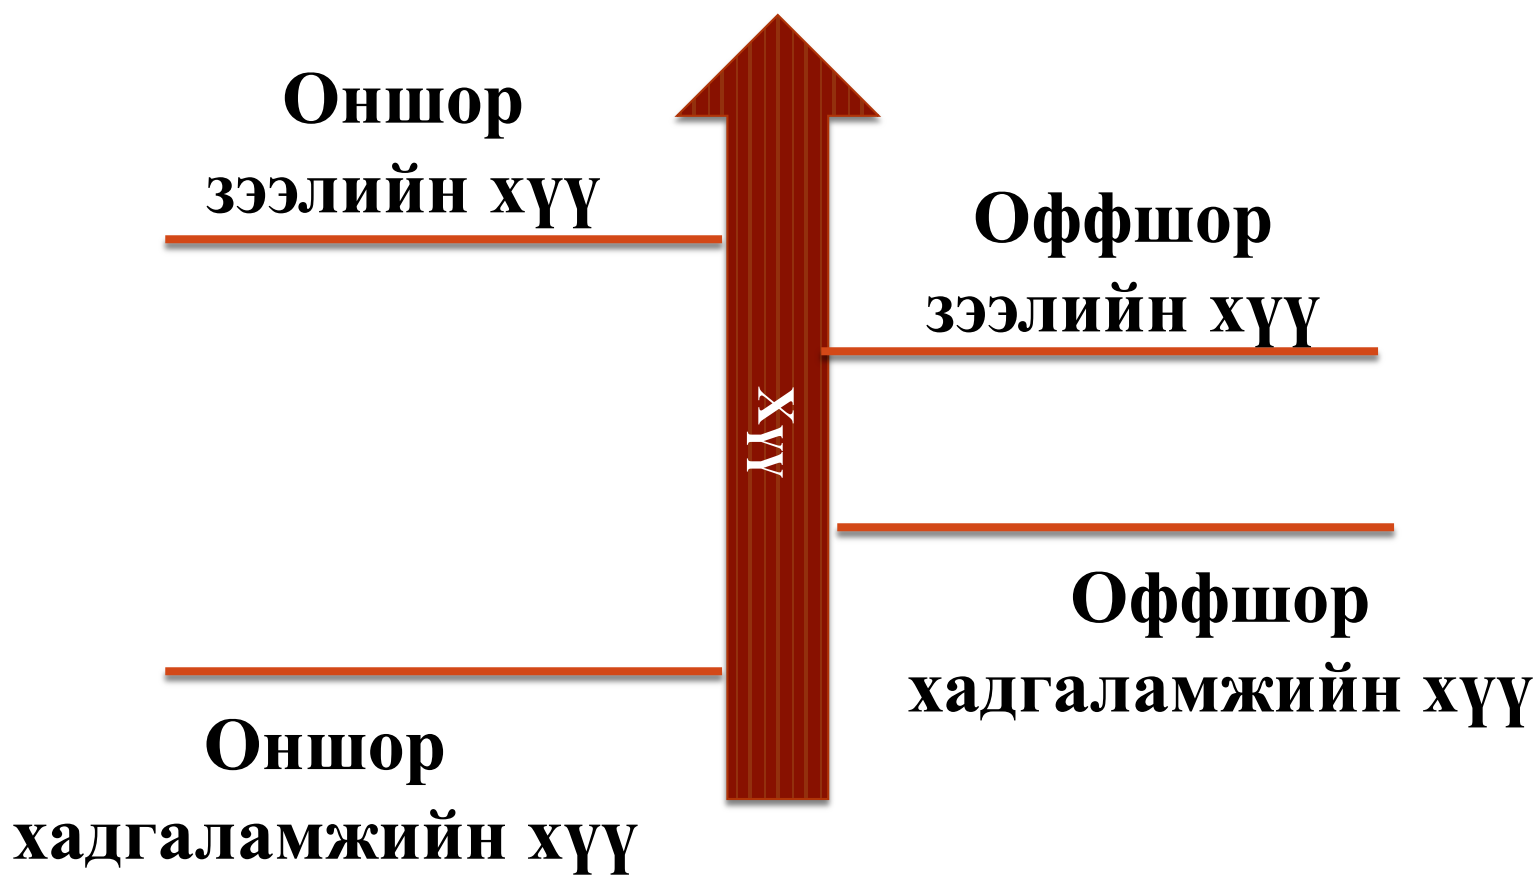 Оншор
зээлийн хүү
Оффшор
зээлийн хүү
Хүү
Оффшор
хадгаламжийн хүү
Оншор
хадгаламжийн хүү